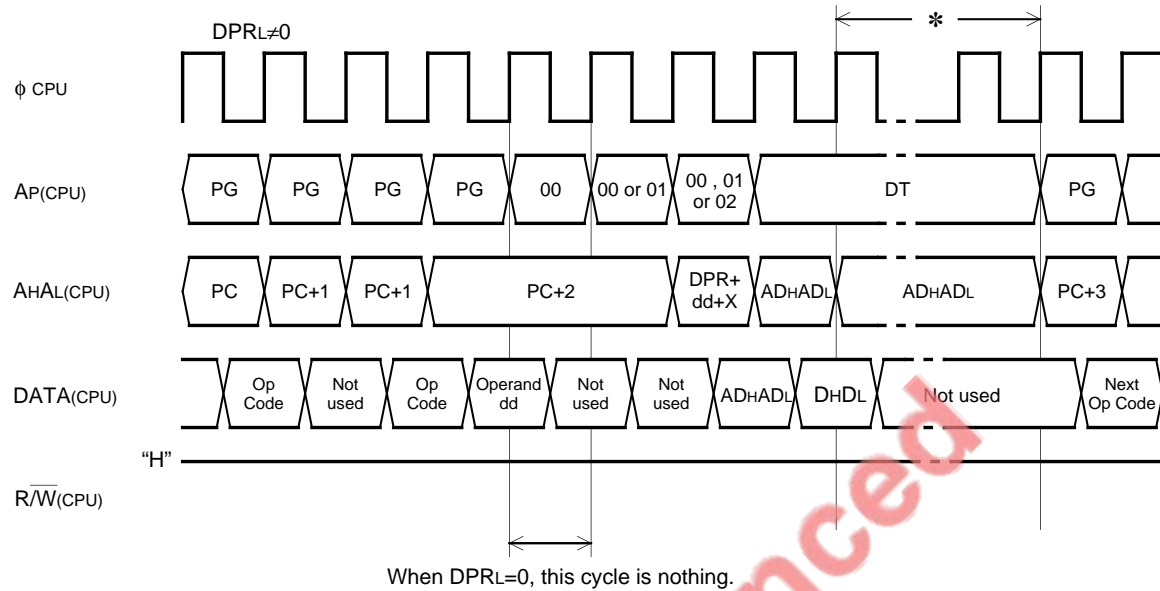 DPRL≠0
*
ϕ CPU
AP(CPU) PG PG PG PG 00 00 or 01 00 , 01 or 02 DT PG
AHAL(CPU) PC PC+1 PC+1 PC+2 DPR+ dd+X ADHADL ADHADL PC+3
DATA(CPU) Op Code Not used Op Code Operand dd Not used Not used ADHADL DHDL Not used Next Op Code
“H”
R/W(CPU)
When DPRL=0, this cycle is nothing.